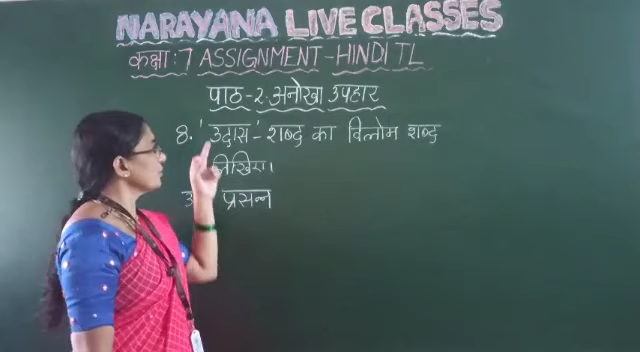 NARAYANA LIVE CLASSES
कक्षा : 7 ASSIGNMENT - HINDI TL
पाठ - 2. अनोखा उपहार
8. 'उदास' - शब्द का विलोम शब्द
लिखिए।
प्रसन्न